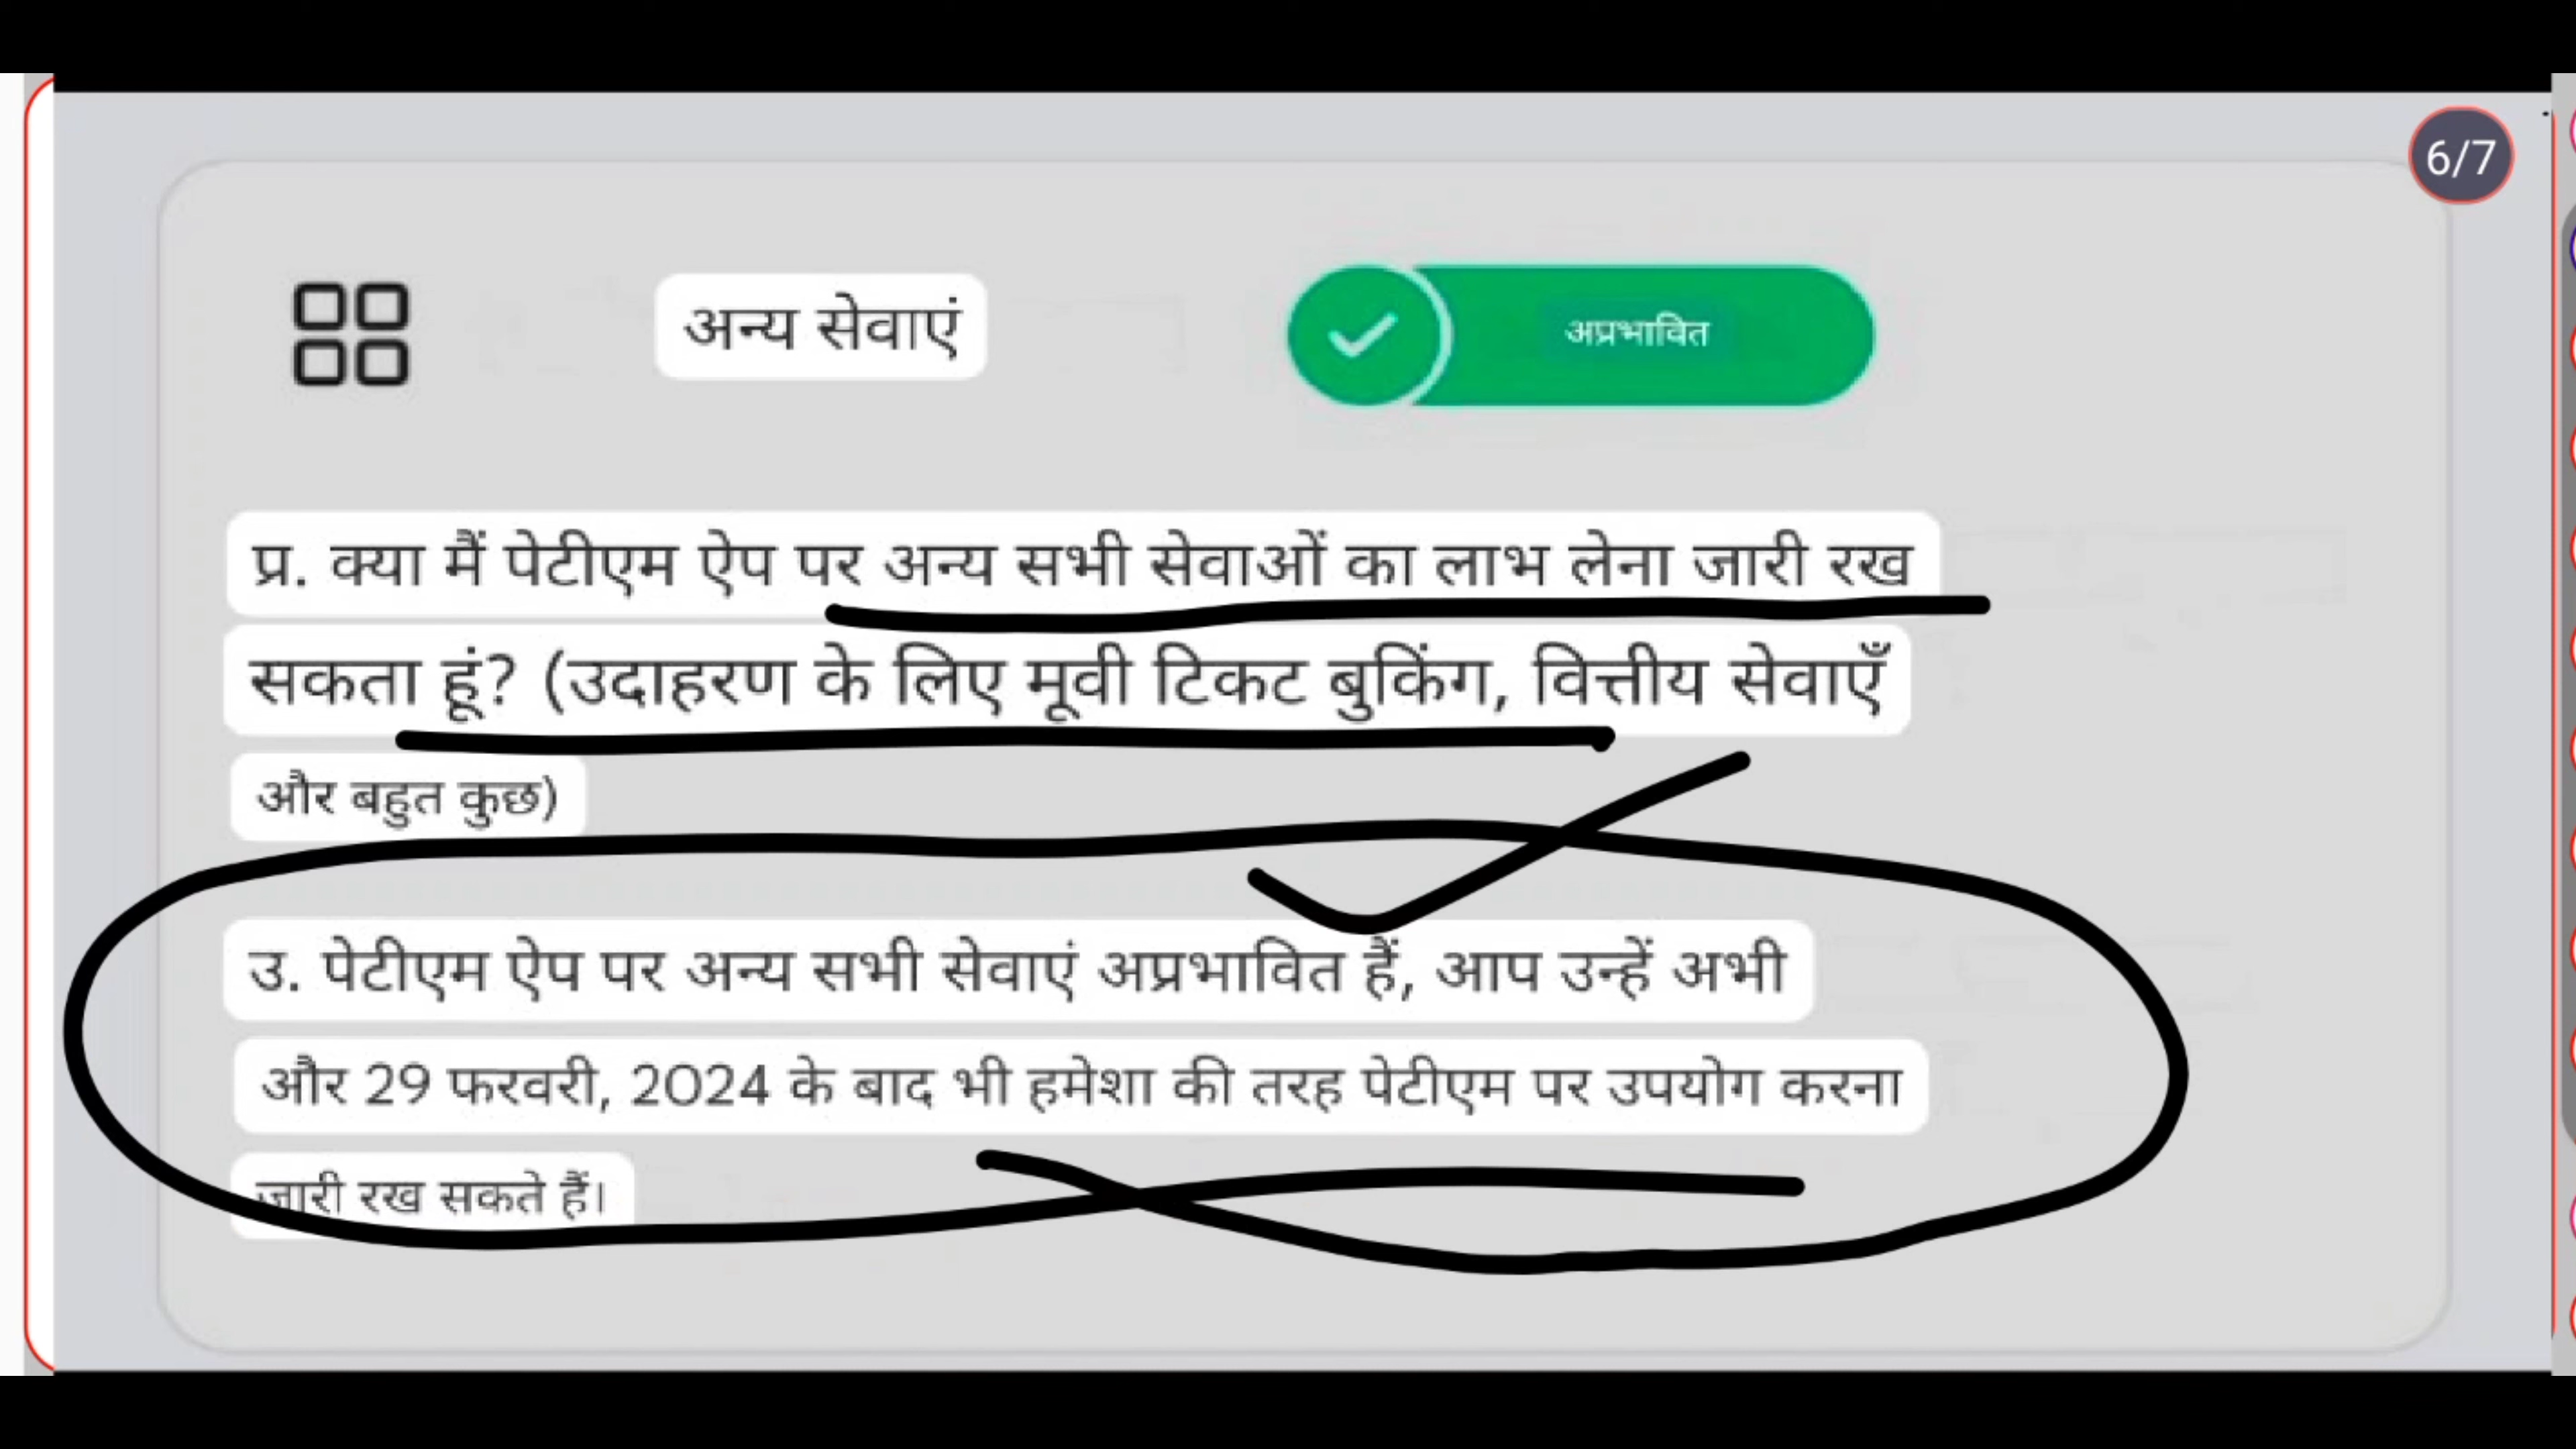 6/7
अन्य सेवाएं
अप्रभावित
प्र. क्या मैं पेटीएम ऐप पर अन्य सभी सेवाओं का लाभ लेना जारी रख
सकता हूं? (उदाहरण के लिए मूवी टिकट बुकिंग, वित्तीय सेवाएँ
और बहुत कुछ)
उ. पेटीएम ऐप पर अन्य सभी सेवाएं अप्रभावित हैं, आप उन्हें अभी
और 29 फरवरी, 2024 के बाद भी हमेशा की तरह पेटीएम पर उपयोग करना
जारी रख सकते हैं।